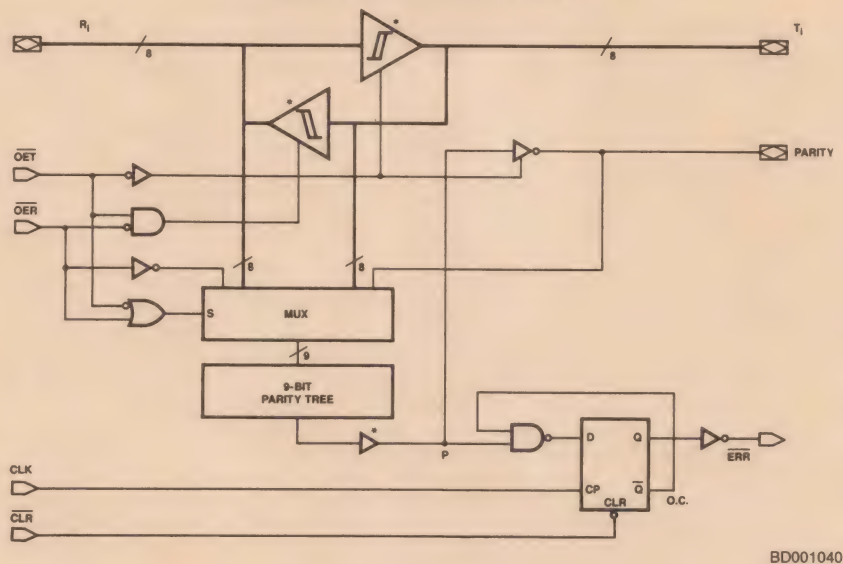 Rᵢ
*
Tᵢ
8
8
*
OET
PARITY
OER
8
8
S
MUX
9
9-BIT
PARITY TREE
*
P
D
Q
ERR
CLK
CP
Q
O.C.
CLR
CLR
BD001040